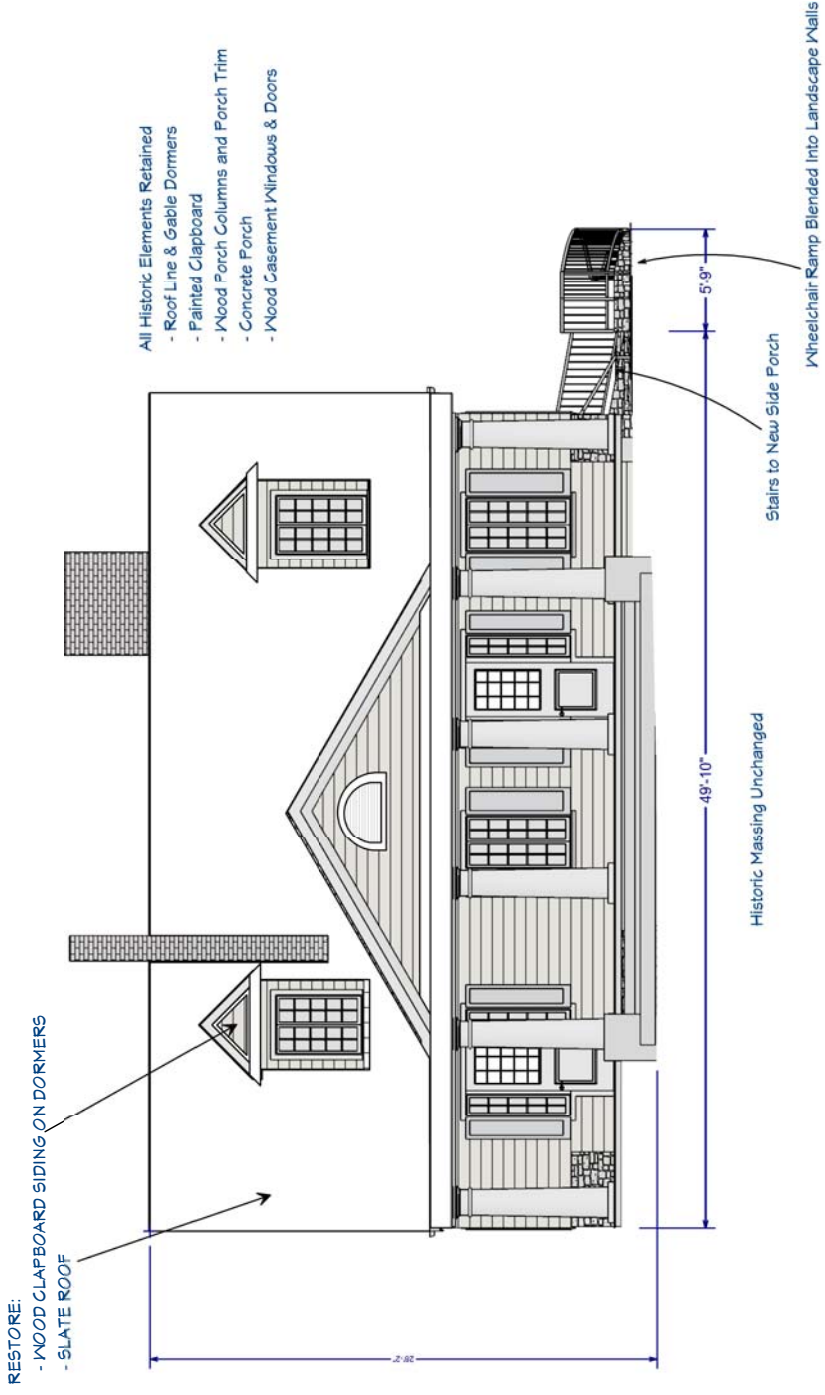 RESTORE:
- WOOD CLAPBOARD SIDING ON DORMERS
- SLATE ROOF
All Historic Elements Retained
- Roof Line & Gable Dormers
- Painted Clapboard
- Wood Porch Columns and Porch Trim
- Concrete Porch
- Wood Casement Windows & Doors
28'-2"
49'-10"
5'-9"
Historic Massing Unchanged
Stairs to New Side Porch
Wheelchair Ramp Blended Into Landscape Walls